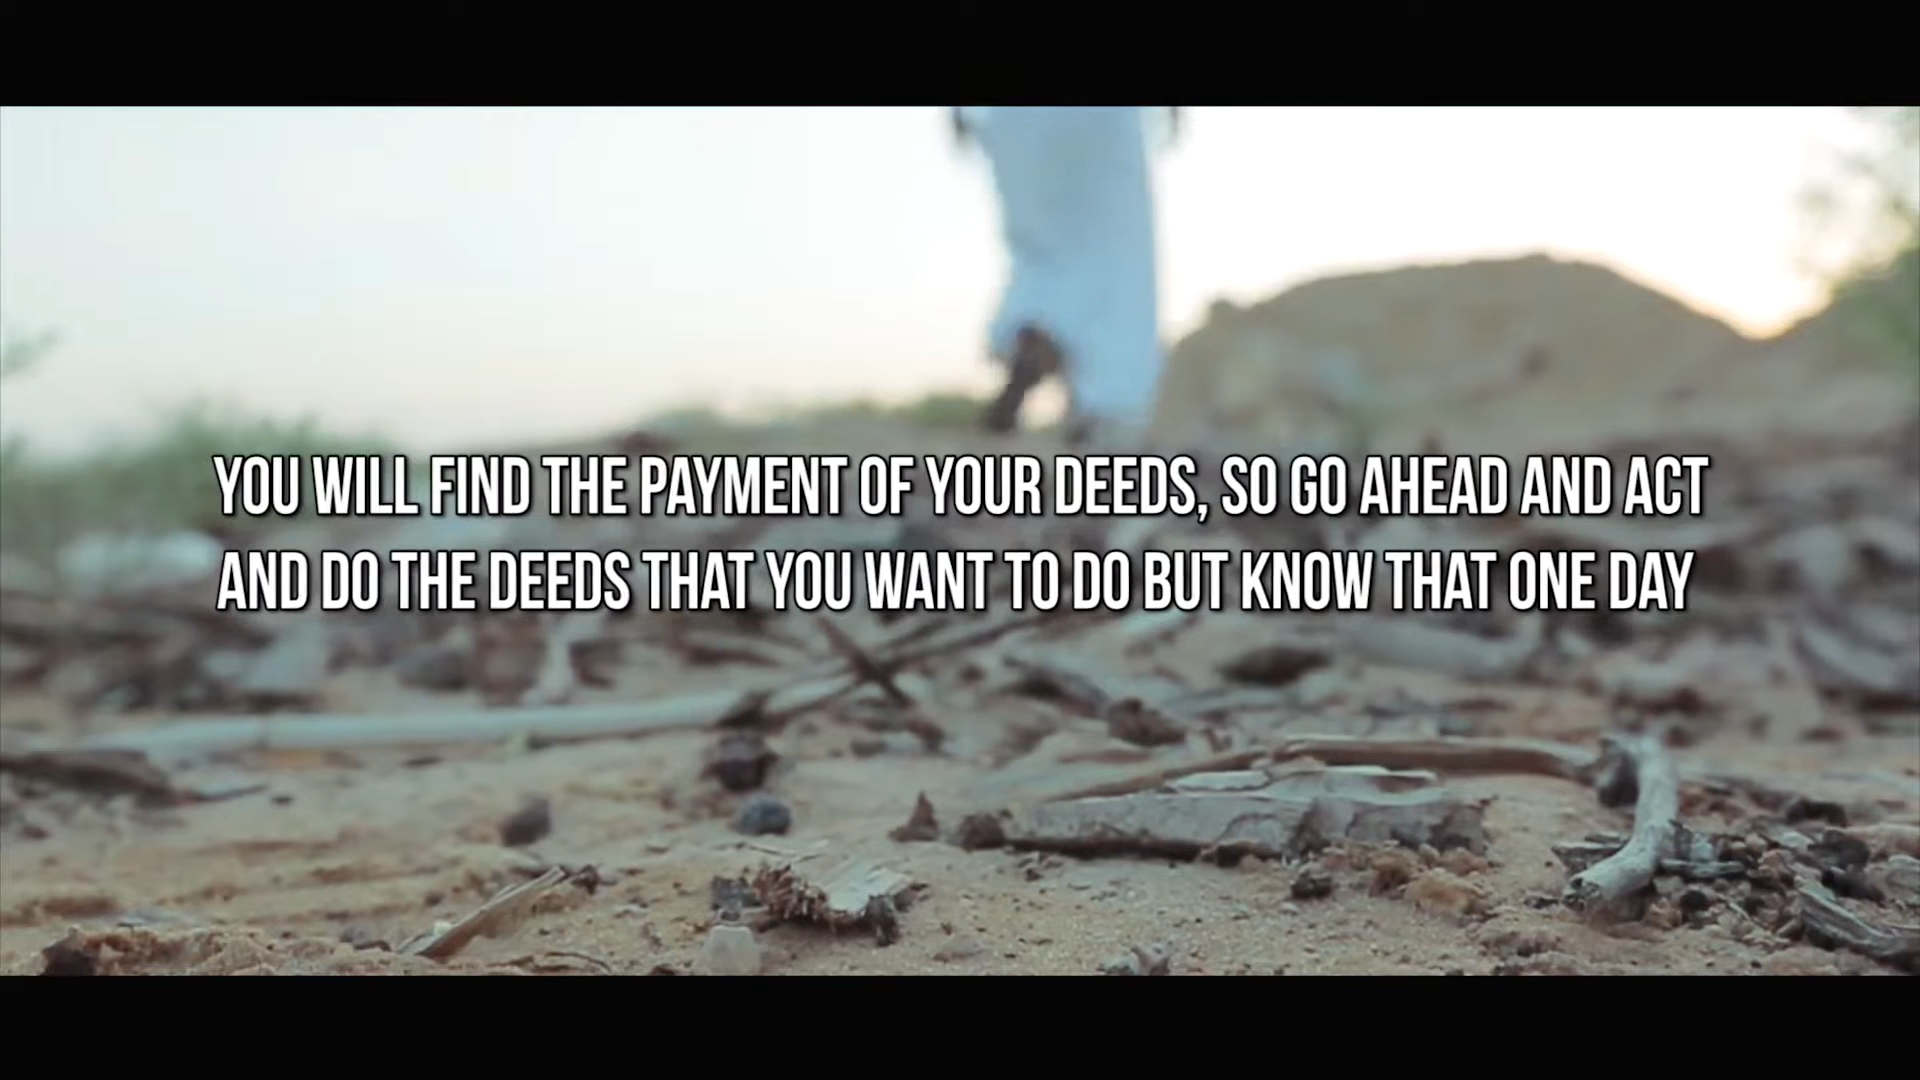 YOU WILL FIND THE PAYMENT OF YOUR DEEDS, SO GO AHEAD AND ACT
AND DO THE DEEDS THAT YOU WANT TO DO BUT KNOW THAT ONE DAY